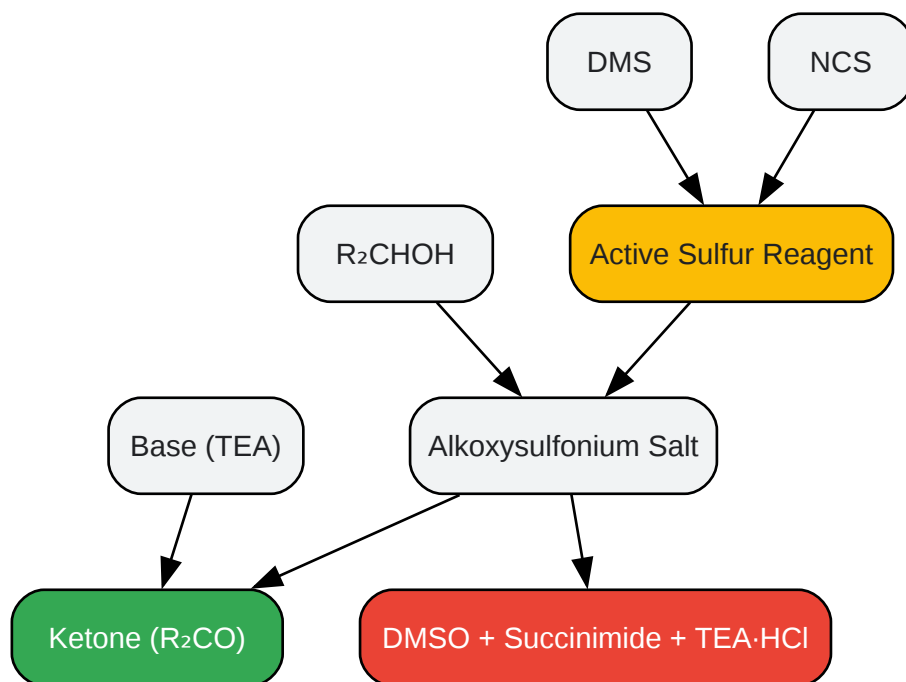 DMS
NCS
R₂CHOH
Active Sulfur Reagent
Base (TEA)
Alkoxysulfonium Salt
Ketone (R₂CO)
DMSO + Succinimide + TEA·HCl